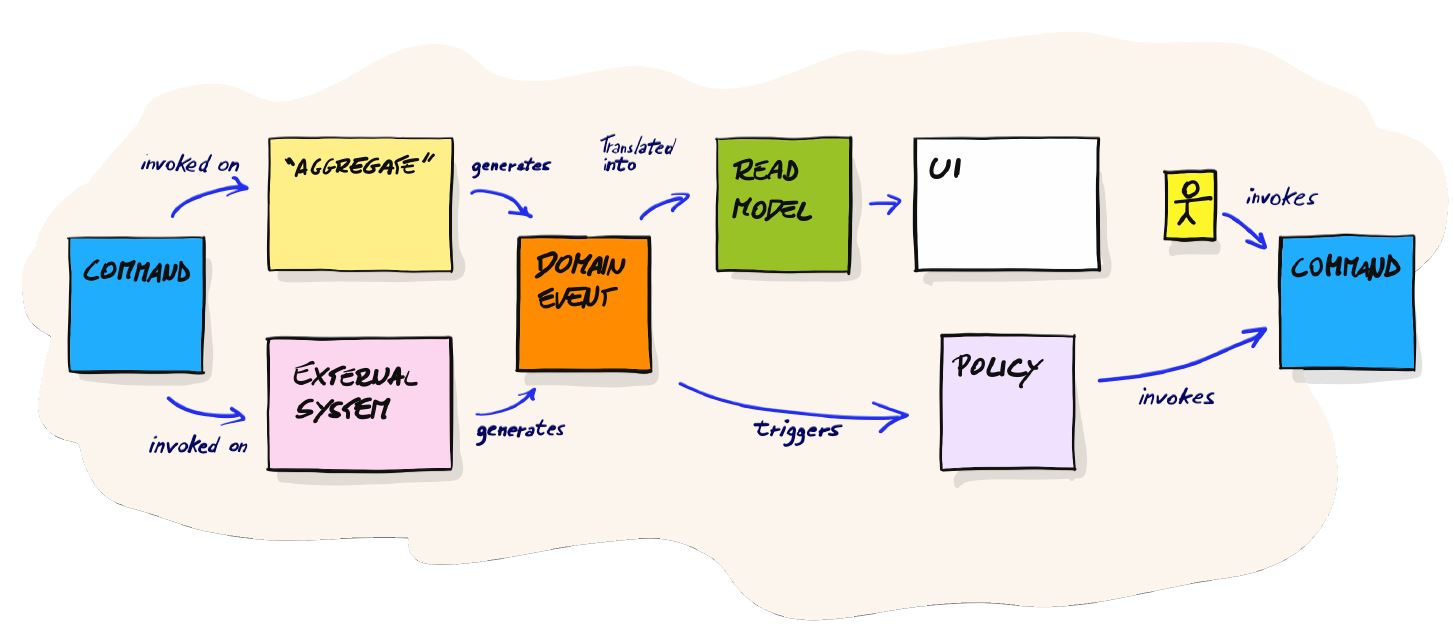 invoked on
"AGGREGATE"
generates
Translated
into
READ
MODEL
UI
invokes
COMMAND
DOMAIN
EVENT
COMMAND
EXTERNAL
SYSTEM
POLICY
invoked on
generates
triggers
invokes